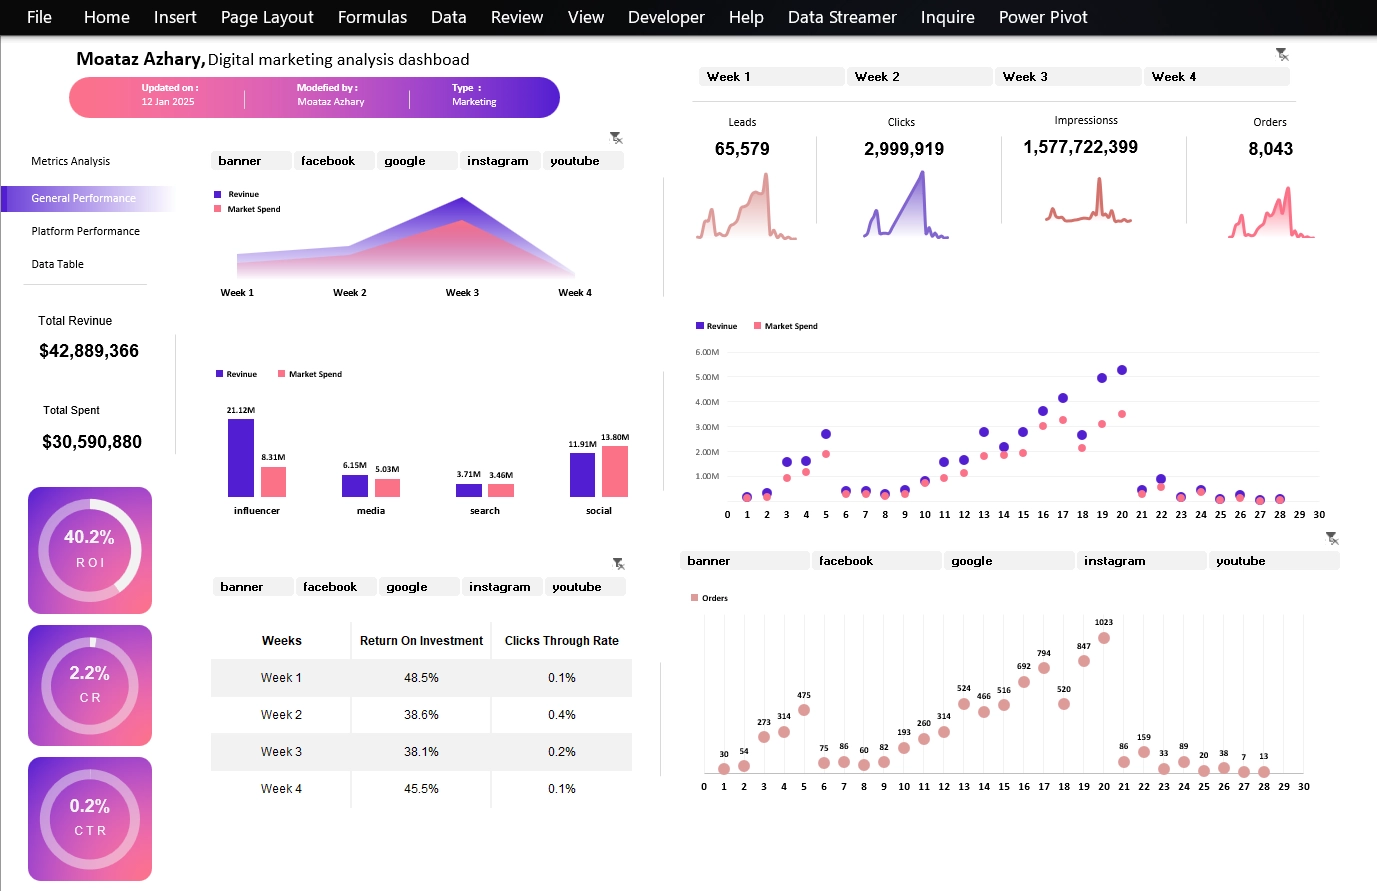 File Home Insert Page Layout Formulas Data Review View Developer Help Data Streamer Inquire Power Pivot
Moataz Azhary, Digital marketing analysis dashboad
Updated on : Modefied by : Type :
12 Jan 2025 Moataz Azhary Marketing
Metrics Analysis
General Performance
Platform Performance
Data Table
Total Revinue
$42,889,366
Total Spent
$30,590,880
40.2%
ROI
2.2%
CR
0.2%
CTR
banner facebook google instagram youtube
Revinue
Market Spend
Week 1 Week 2 Week 3 Week 4
Revinue Market Spend
21.12M 8.31M 6.15M 5.03M 3.71M 3.46M 11.91M 13.80M
influencer media search social
banner facebook google instagram youtube
Weeks Return On Investment Clicks Through Rate
Week 1 48.5% 0.1%
Week 2 38.6% 0.4%
Week 3 38.1% 0.2%
Week 4 45.5% 0.1%
Week 1 Week 2 Week 3 Week 4
Leads Clicks Impressionss Orders
65,579 2,999,919 1,577,722,399 8,043
Revinue Market Spend
6.00M
5.00M
4.00M
3.00M
2.00M
1.00M
0 1 2 3 4 5 6 7 8 9 10 11 12 13 14 15 16 17 18 19 20 21 22 23 24 25 26 27 28 29 30
banner facebook google instagram youtube
Orders
30 54 273 314 475 75 86 60 82 193 260 314 524 466 516 692 794 520 847 1023 86 159 33 89 20 38 7 13
0 1 2 3 4 5 6 7 8 9 10 11 12 13 14 15 16 17 18 19 20 21 22 23 24 25 26 27 28 29 30